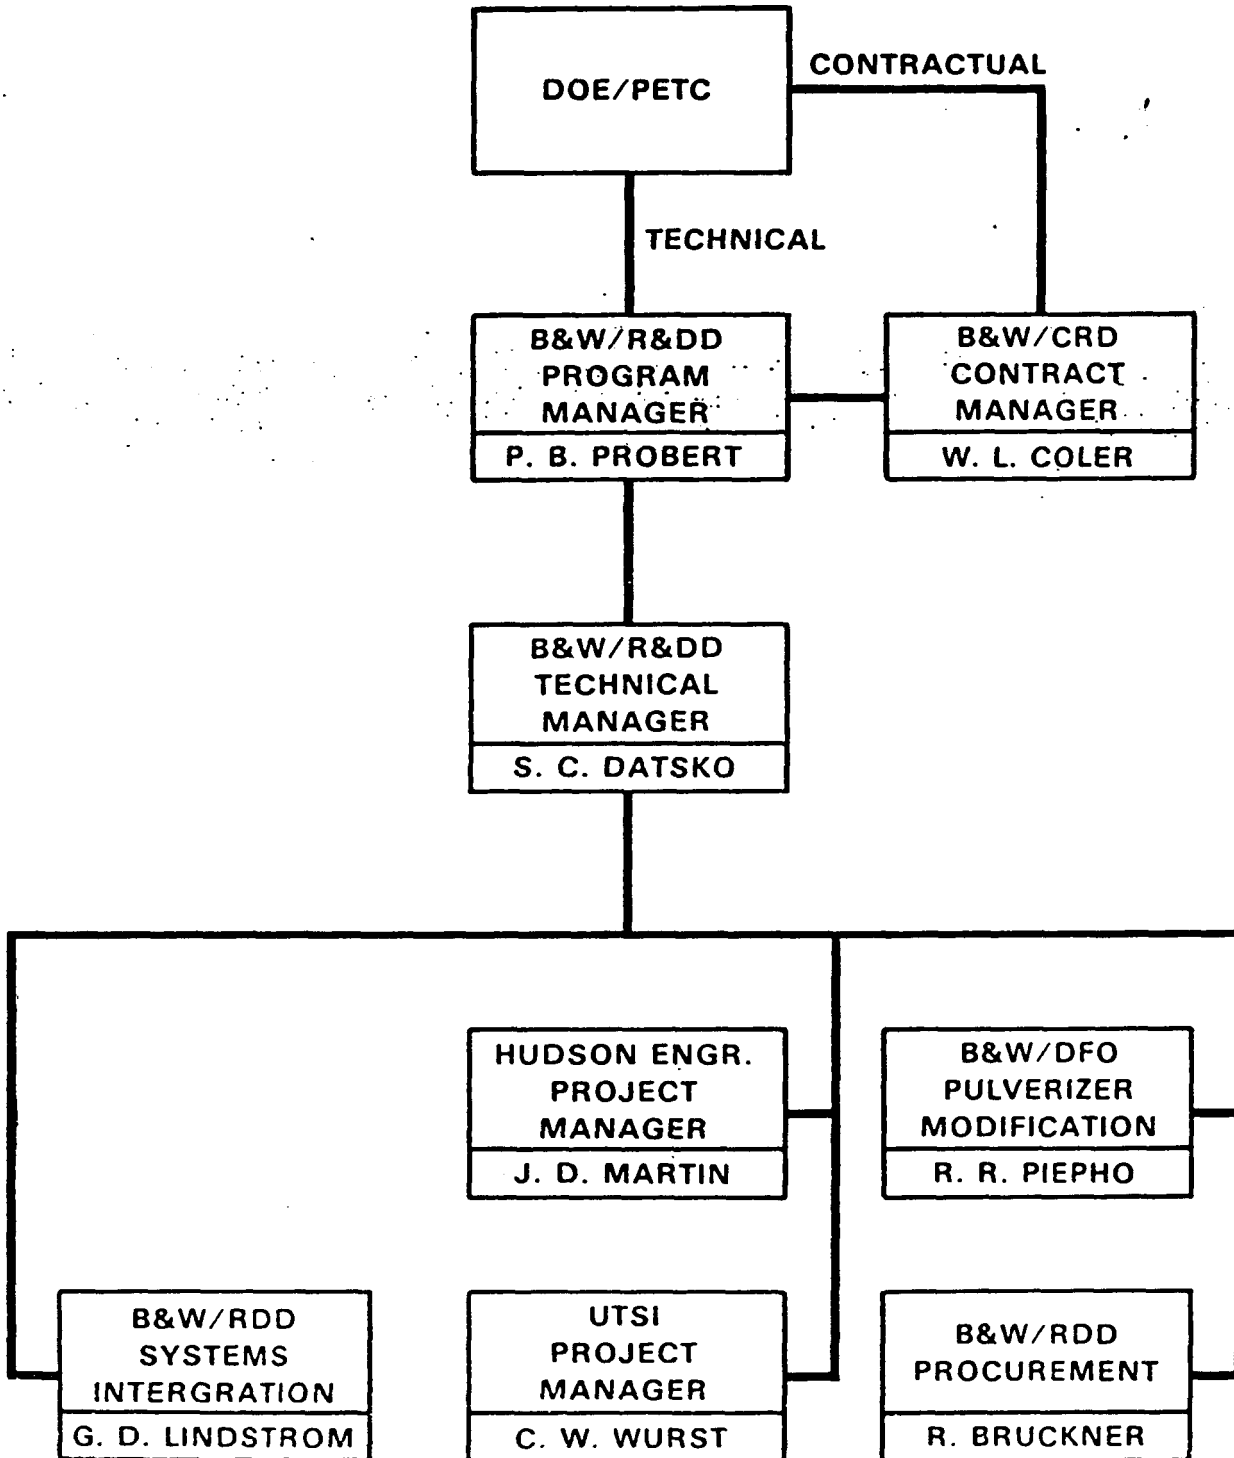 DOE/PETC
CONTRACTUAL
TECHNICAL
B&W/R&DD
PROGRAM
MANAGER
P. B. PROBERT
B&W/CRD
CONTRACT
MANAGER
W. L. COLER
B&W/R&DD
TECHNICAL
MANAGER
S. C. DATSKO
HUDSON ENGR.
PROJECT
MANAGER
J. D. MARTIN
B&W/DFO
PULVERIZER
MODIFICATION
R. R. PIEPHO
B&W/RDD
SYSTEMS
INTERGRATION
G. D. LINDSTROM
UTSI
PROJECT
MANAGER
C. W. WURST
B&W/RDD
PROCUREMENT
R. BRUCKNER